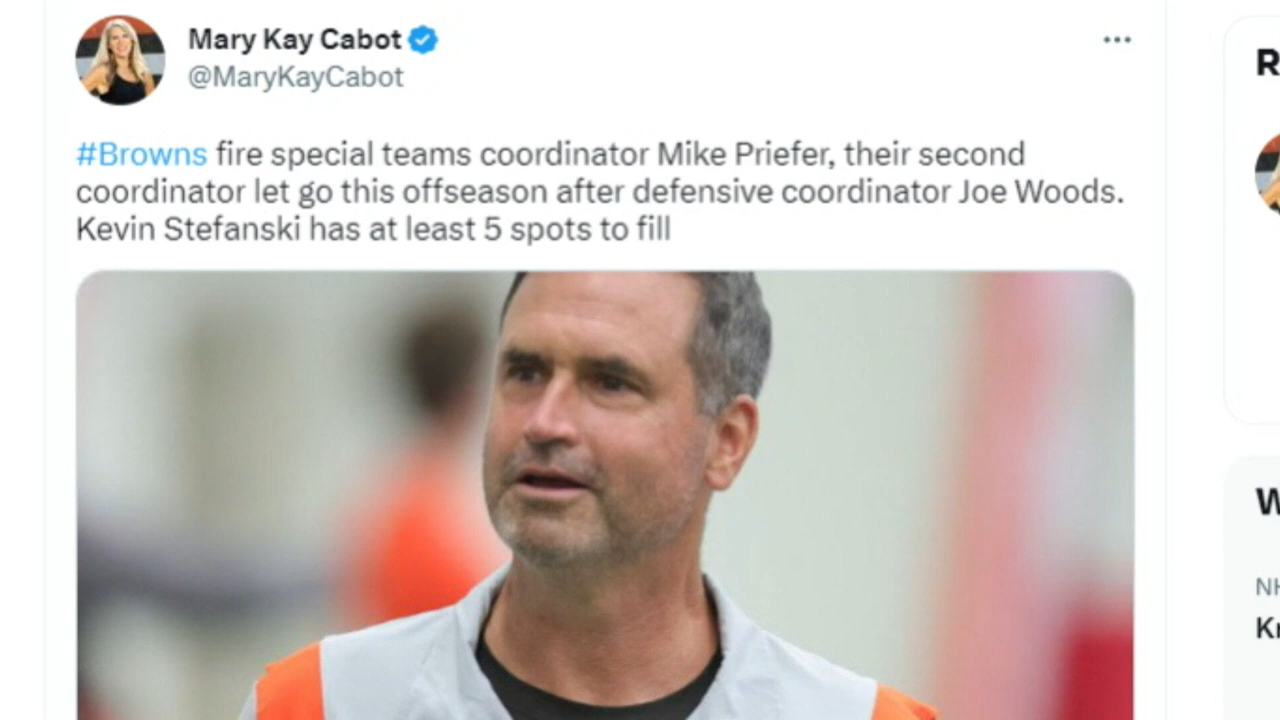 Mary Kay Cabot
@MaryKayCabot
#Browns fire special teams coordinator Mike Priefer, their second
coordinator let go this offseason after defensive coordinator Joe Woods.
Kevin Stefanski has at least 5 spots to fill